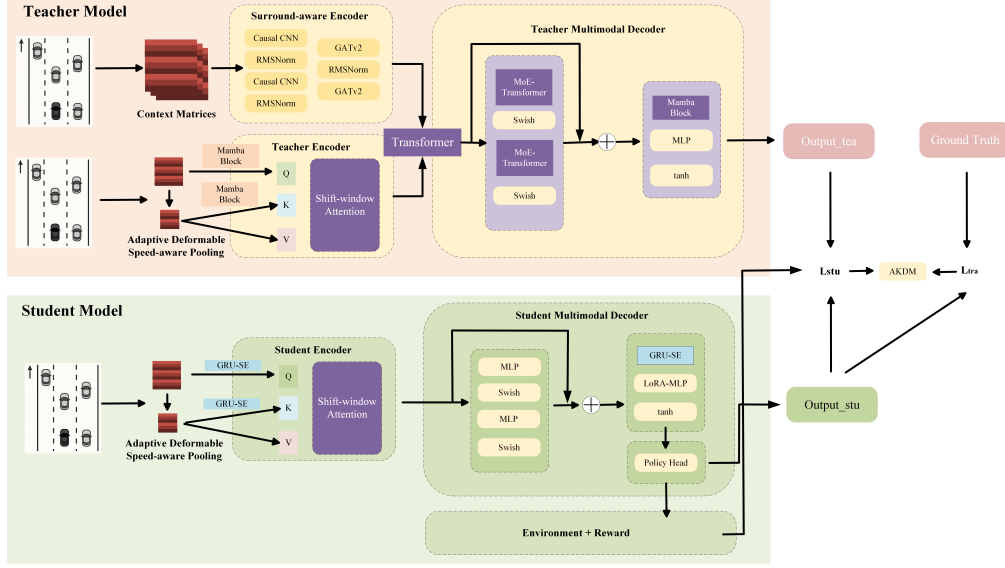 Teacher Model
Surround-aware Encoder
Causal CNN
RMSNorm
Causal CNN
RMSNorm
GATv2
RMSNorm
GATv2
Context Matrices
Teacher Encoder
Mamba
Block
Mamba
Block
Q
K
V
Shift-window
Attention
Adaptive Deformable
Speed-aware Pooling
Transformer
Teacher Multimodal Decoder
MoE-
Transformer
Swish
MoE-
Transformer
Swish
Mamba
Block
MLP
tanh
Output_tea
Ground Truth
Lstu
AKDM
Ltra
Output_stu
Student Model
Student Encoder
GRU-SE
GRU-SE
Q
K
V
Shift-window
Attention
Adaptive Deformable
Speed-aware Pooling
Student Multimodal Decoder
MLP
Swish
MLP
Swish
GRU-SE
LoRA-MLP
tanh
Policy Head
Environment + Reward